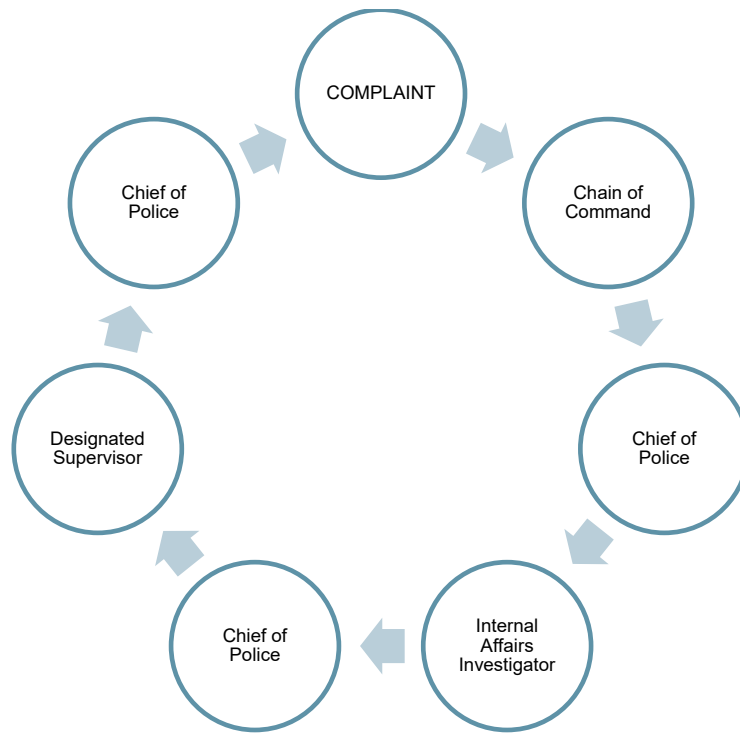 COMPLAINT
Chain of
Command
Chief of
Police
Internal
Affairs
Investigator
Chief of
Police
Designated
Supervisor
Chief of
Police